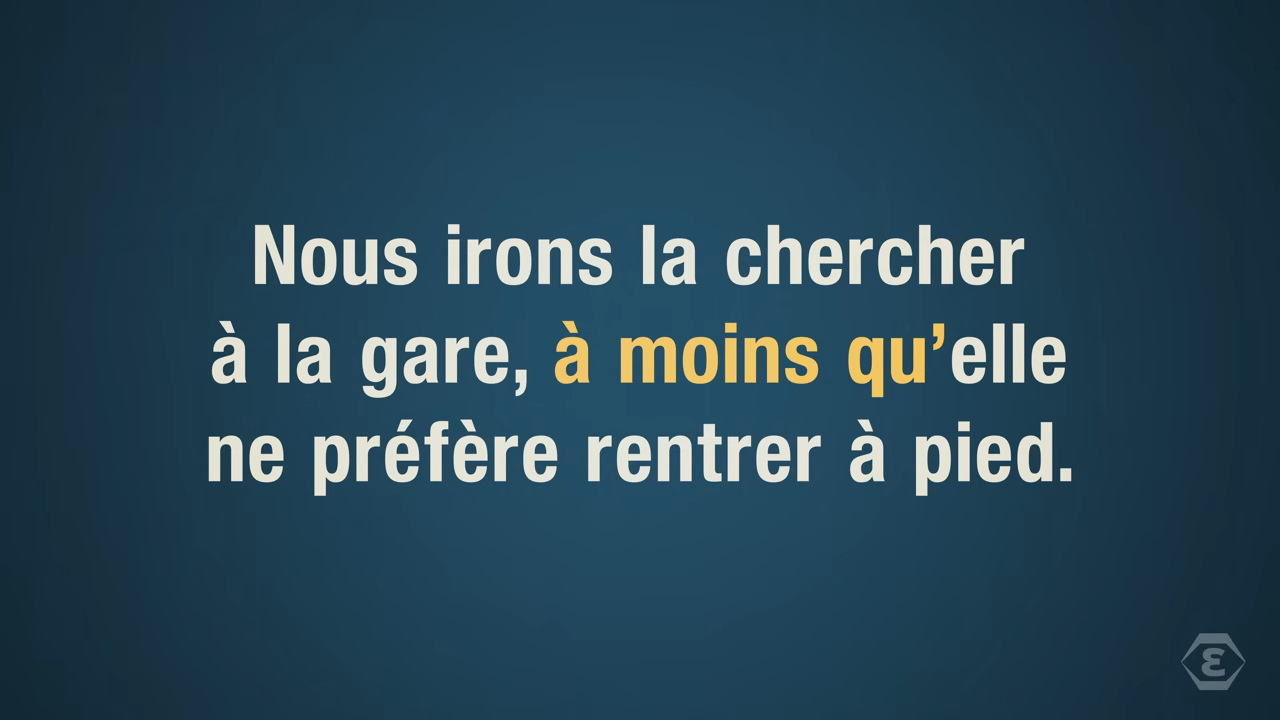 Nous irons la chercher
à la gare, à moins qu’elle
ne préfère rentrer à pied.